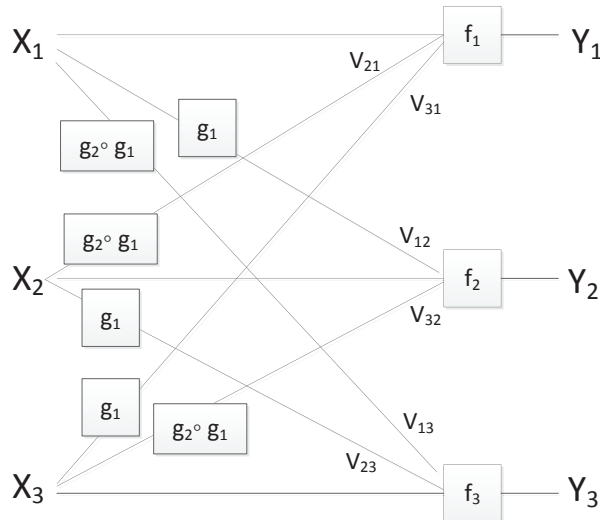 X₁
f₁
Y₁
V₂₁
V₃₁
g₁
g₂∘ g₁
g₂∘ g₁
V₁₂
X₂
f₂
Y₂
g₁
V₃₂
g₁
g₂∘ g₁
V₁₃
V₂₃
X₃
f₃
Y₃